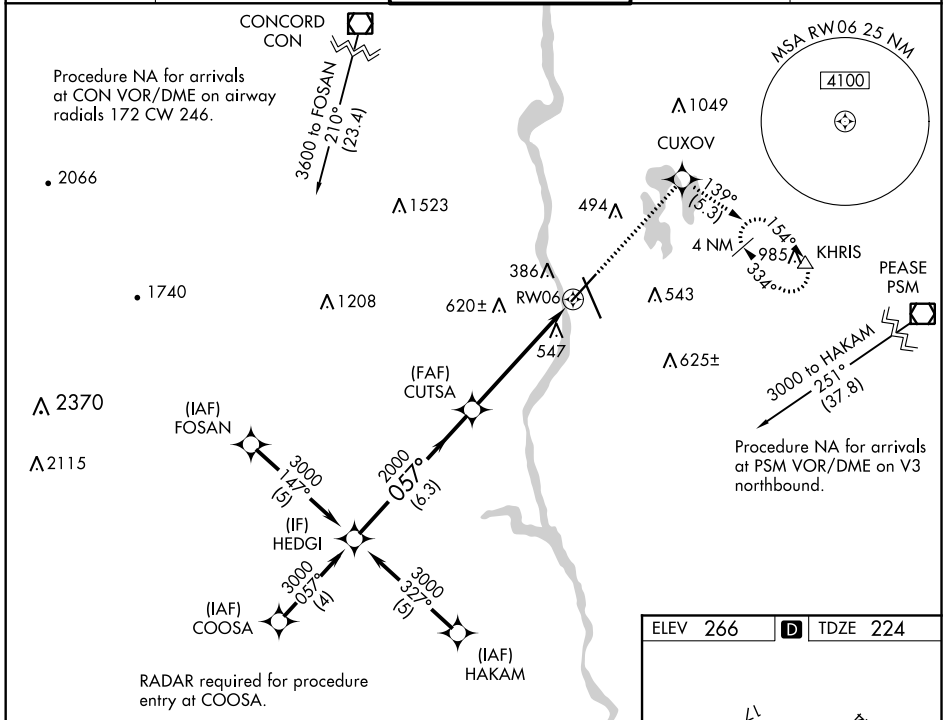 CONCORD
CON
Procedure NA for arrivals
at CON VOR/DME on airway
radials 172 CW 246.
3600 to FOSAN
210°
(23.4)
MSA RW06 25 NM
4100
1049
CUXOV
2066
1523
494
139°
(5.3)
4 NM
154°
985
KHRIS
334°
PEASE
PSM
386
1740
1208
620±
RW06
543
547
625±
3000 to HAKAM
251°
(37.8)
(FAF)
CUTSA
2370
(IAF)
FOSAN
2115
Procedure NA for arrivals
at PSM VOR/DME on V3
northbound.
3000
147°
(5)
2000
057°
(6.3)
(IF)
HEDGI
3000
057°
(4)
3000
327°
(5)
(IAF)
COOSA
(IAF)
HAKAM
RADAR required for procedure
entry at COOSA.
ELEV 266 D TDZE 224
17